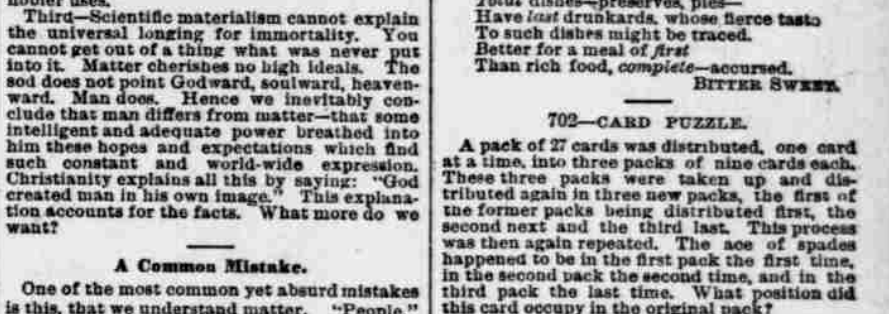 nobler uses.
Third—Scientific materialism cannot explain
the universal longing for immortality. You
cannot get out of a thing what was never put
into it. Matter cherishes no high ideals. The
sod does not point Godward, soulward, heaven-
ward. Man does. Hence we inevitably con-
clude that man differs from matter—that some
intelligent and adequate power breathed into
him these hopes and expectations which find
such constant and world-wide expression.
Christianity explains all this by saying: "God
created man in his own image." This explana-
tion accounts for the facts. What more do we
want?
A Common Mistake.
One of the most common yet absurd mistakes
is this, that we understand matter. "People"
Total dishes—preserves, pies—
Have last drunkards, whose fierce taste
To such dishes might be traced.
Better for a meal of first
Than rich food, complete—accursed.
BITTER SWEET.
702—CARD PUZZLE.
A pack of 27 cards was distributed, one card
at a time, into three packs of nine cards each.
These three packs were taken up and dis-
tributed again in three new packs, the first of
the former packs being distributed first, the
second next and the third last. This process
was then again repeated. The ace of spades
happened to be in the first pack the first time,
in the second pack the second time, and in the
third pack the last time. What position did
this card occupy in the original pack?